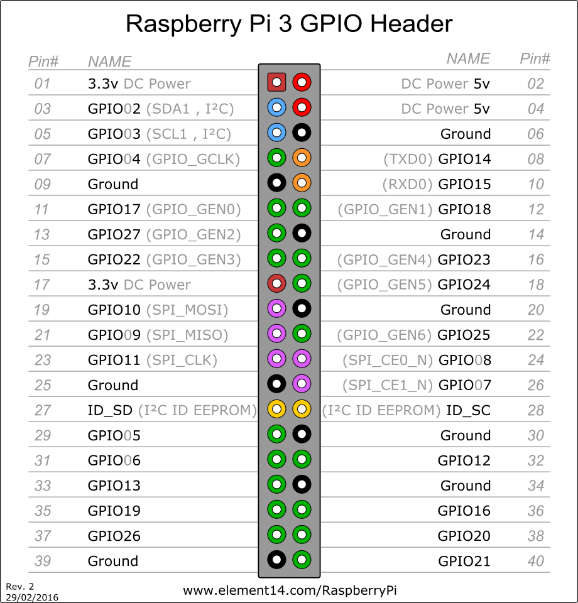 Raspberry Pi 3 GPIO Header
Pin# NAME NAME Pin#
01 3.3v DC Power DC Power 5v 02
03 GPIO02 (SDA1 , I²C) DC Power 5v 04
05 GPIO03 (SCL1 , I²C) Ground 06
07 GPIO04 (GPIO_GCLK) (TXD0) GPIO14 08
09 Ground (RXD0) GPIO15 10
11 GPIO17 (GPIO_GEN0) (GPIO_GEN1) GPIO18 12
13 GPIO27 (GPIO_GEN2) Ground 14
15 GPIO22 (GPIO_GEN3) (GPIO_GEN4) GPIO23 16
17 3.3v DC Power (GPIO_GEN5) GPIO24 18
19 GPIO10 (SPI_MOSI) Ground 20
21 GPIO09 (SPI_MISO) (GPIO_GEN6) GPIO25 22
23 GPIO11 (SPI_CLK) (SPI_CE0_N) GPIO08 24
25 Ground (SPI_CE1_N) GPIO07 26
27 ID_SD (I²C ID EEPROM) (I²C ID EEPROM) ID_SC 28
29 GPIO05 Ground 30
31 GPIO06 GPIO12 32
33 GPIO13 Ground 34
35 GPIO19 GPIO16 36
37 GPIO26 GPIO20 38
39 Ground GPIO21 40
Rev. 2
29/02/2016
www.element14.com/RaspberryPi